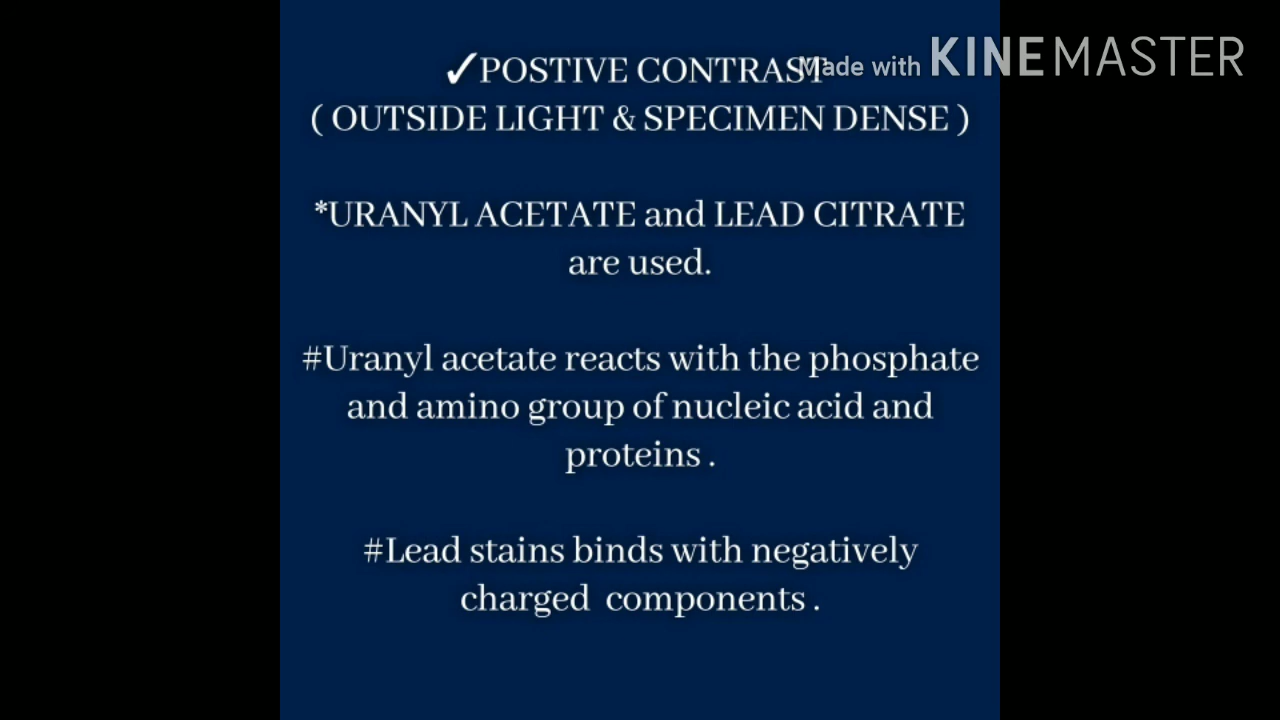 ✓POSTIVE CONTRAST
Made with KINEMASTER
( OUTSIDE LIGHT & SPECIMEN DENSE )
*URANYL ACETATE and LEAD CITRATE
are used.
#Uranyl acetate reacts with the phosphate
and amino group of nucleic acid and
proteins .
#Lead stains binds with negatively
charged components .